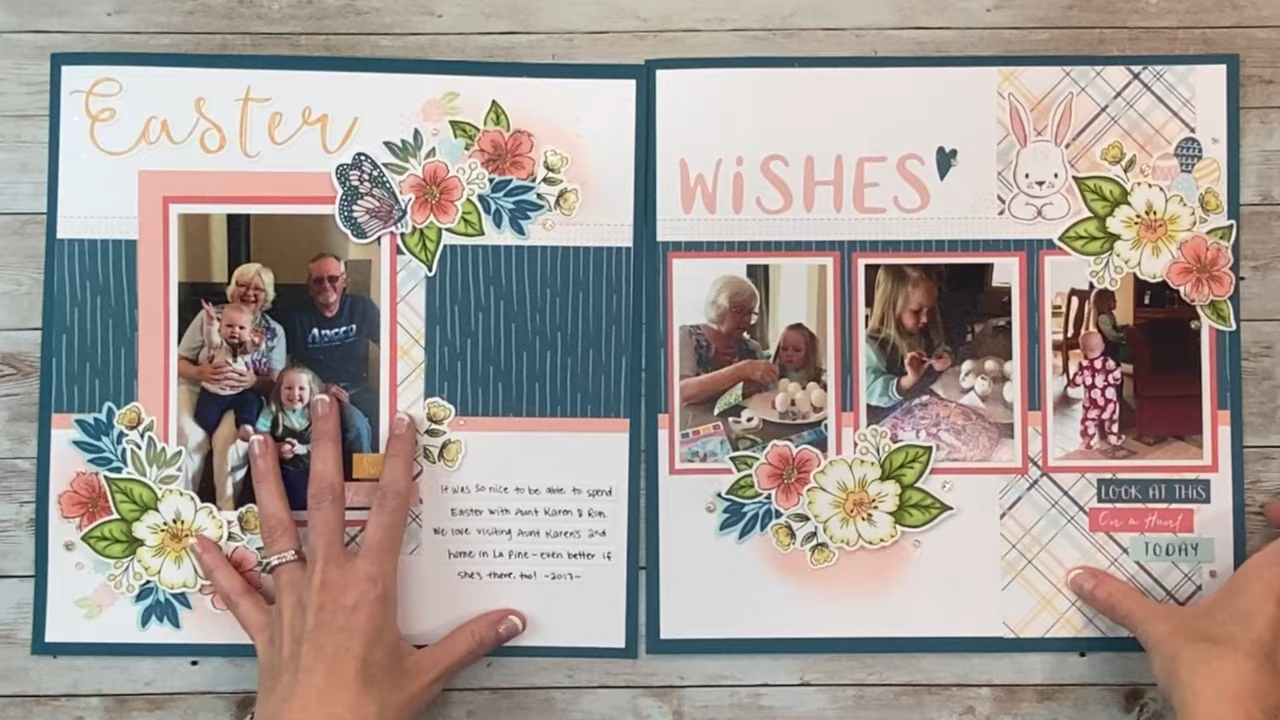 Easter
WiSHES
It was so nice to be able to spend
Easter with Aunt Karen & Ron.
We love visiting Aunt Karen's and
home in La Pine - even better if
she's there, too! -2017-
LOOK AT THIS
On a Hunt
TODAY